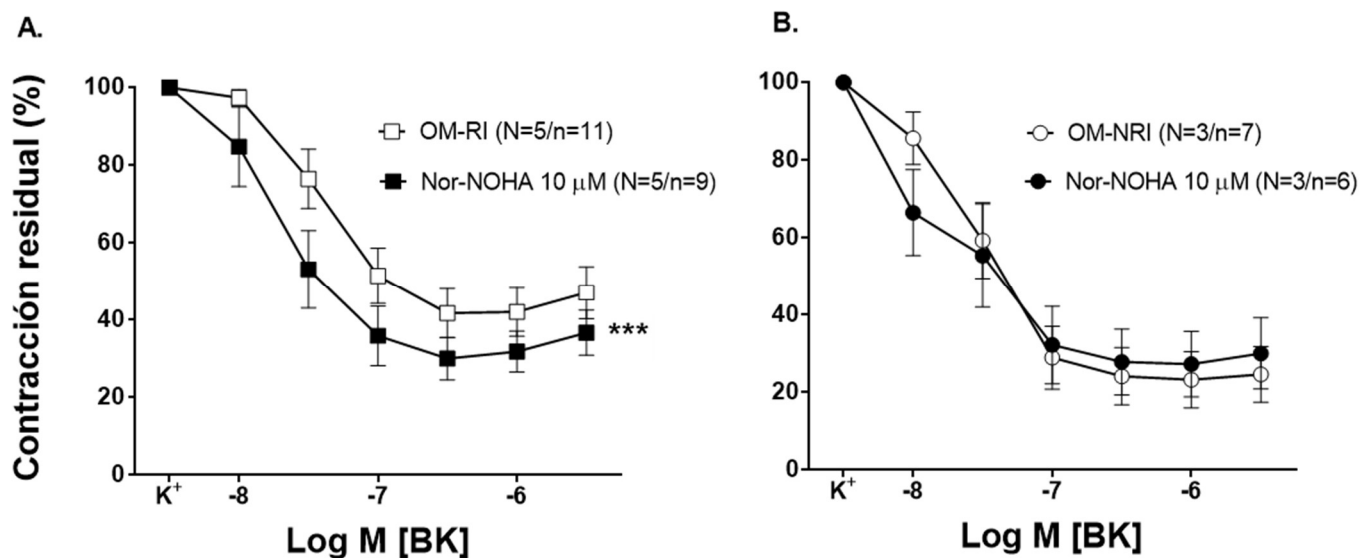 A.
Contracción residual (%)
100
80
60
40
20
0
OM-RI (N=5/n=11)
Nor-NOHA 10 μM (N=5/n=9)
***
K+ -8 -7 -6
Log M [BK]
B.
100
80
60
40
20
0
OM-NRI (N=3/n=7)
Nor-NOHA 10 μM (N=3/n=6)
K+ -8 -7 -6
Log M [BK]